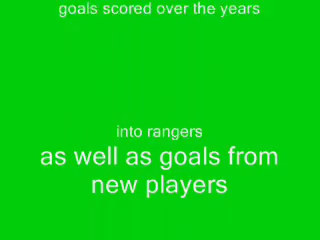 goals scored over the years
into rangers
as well as goals from
new players